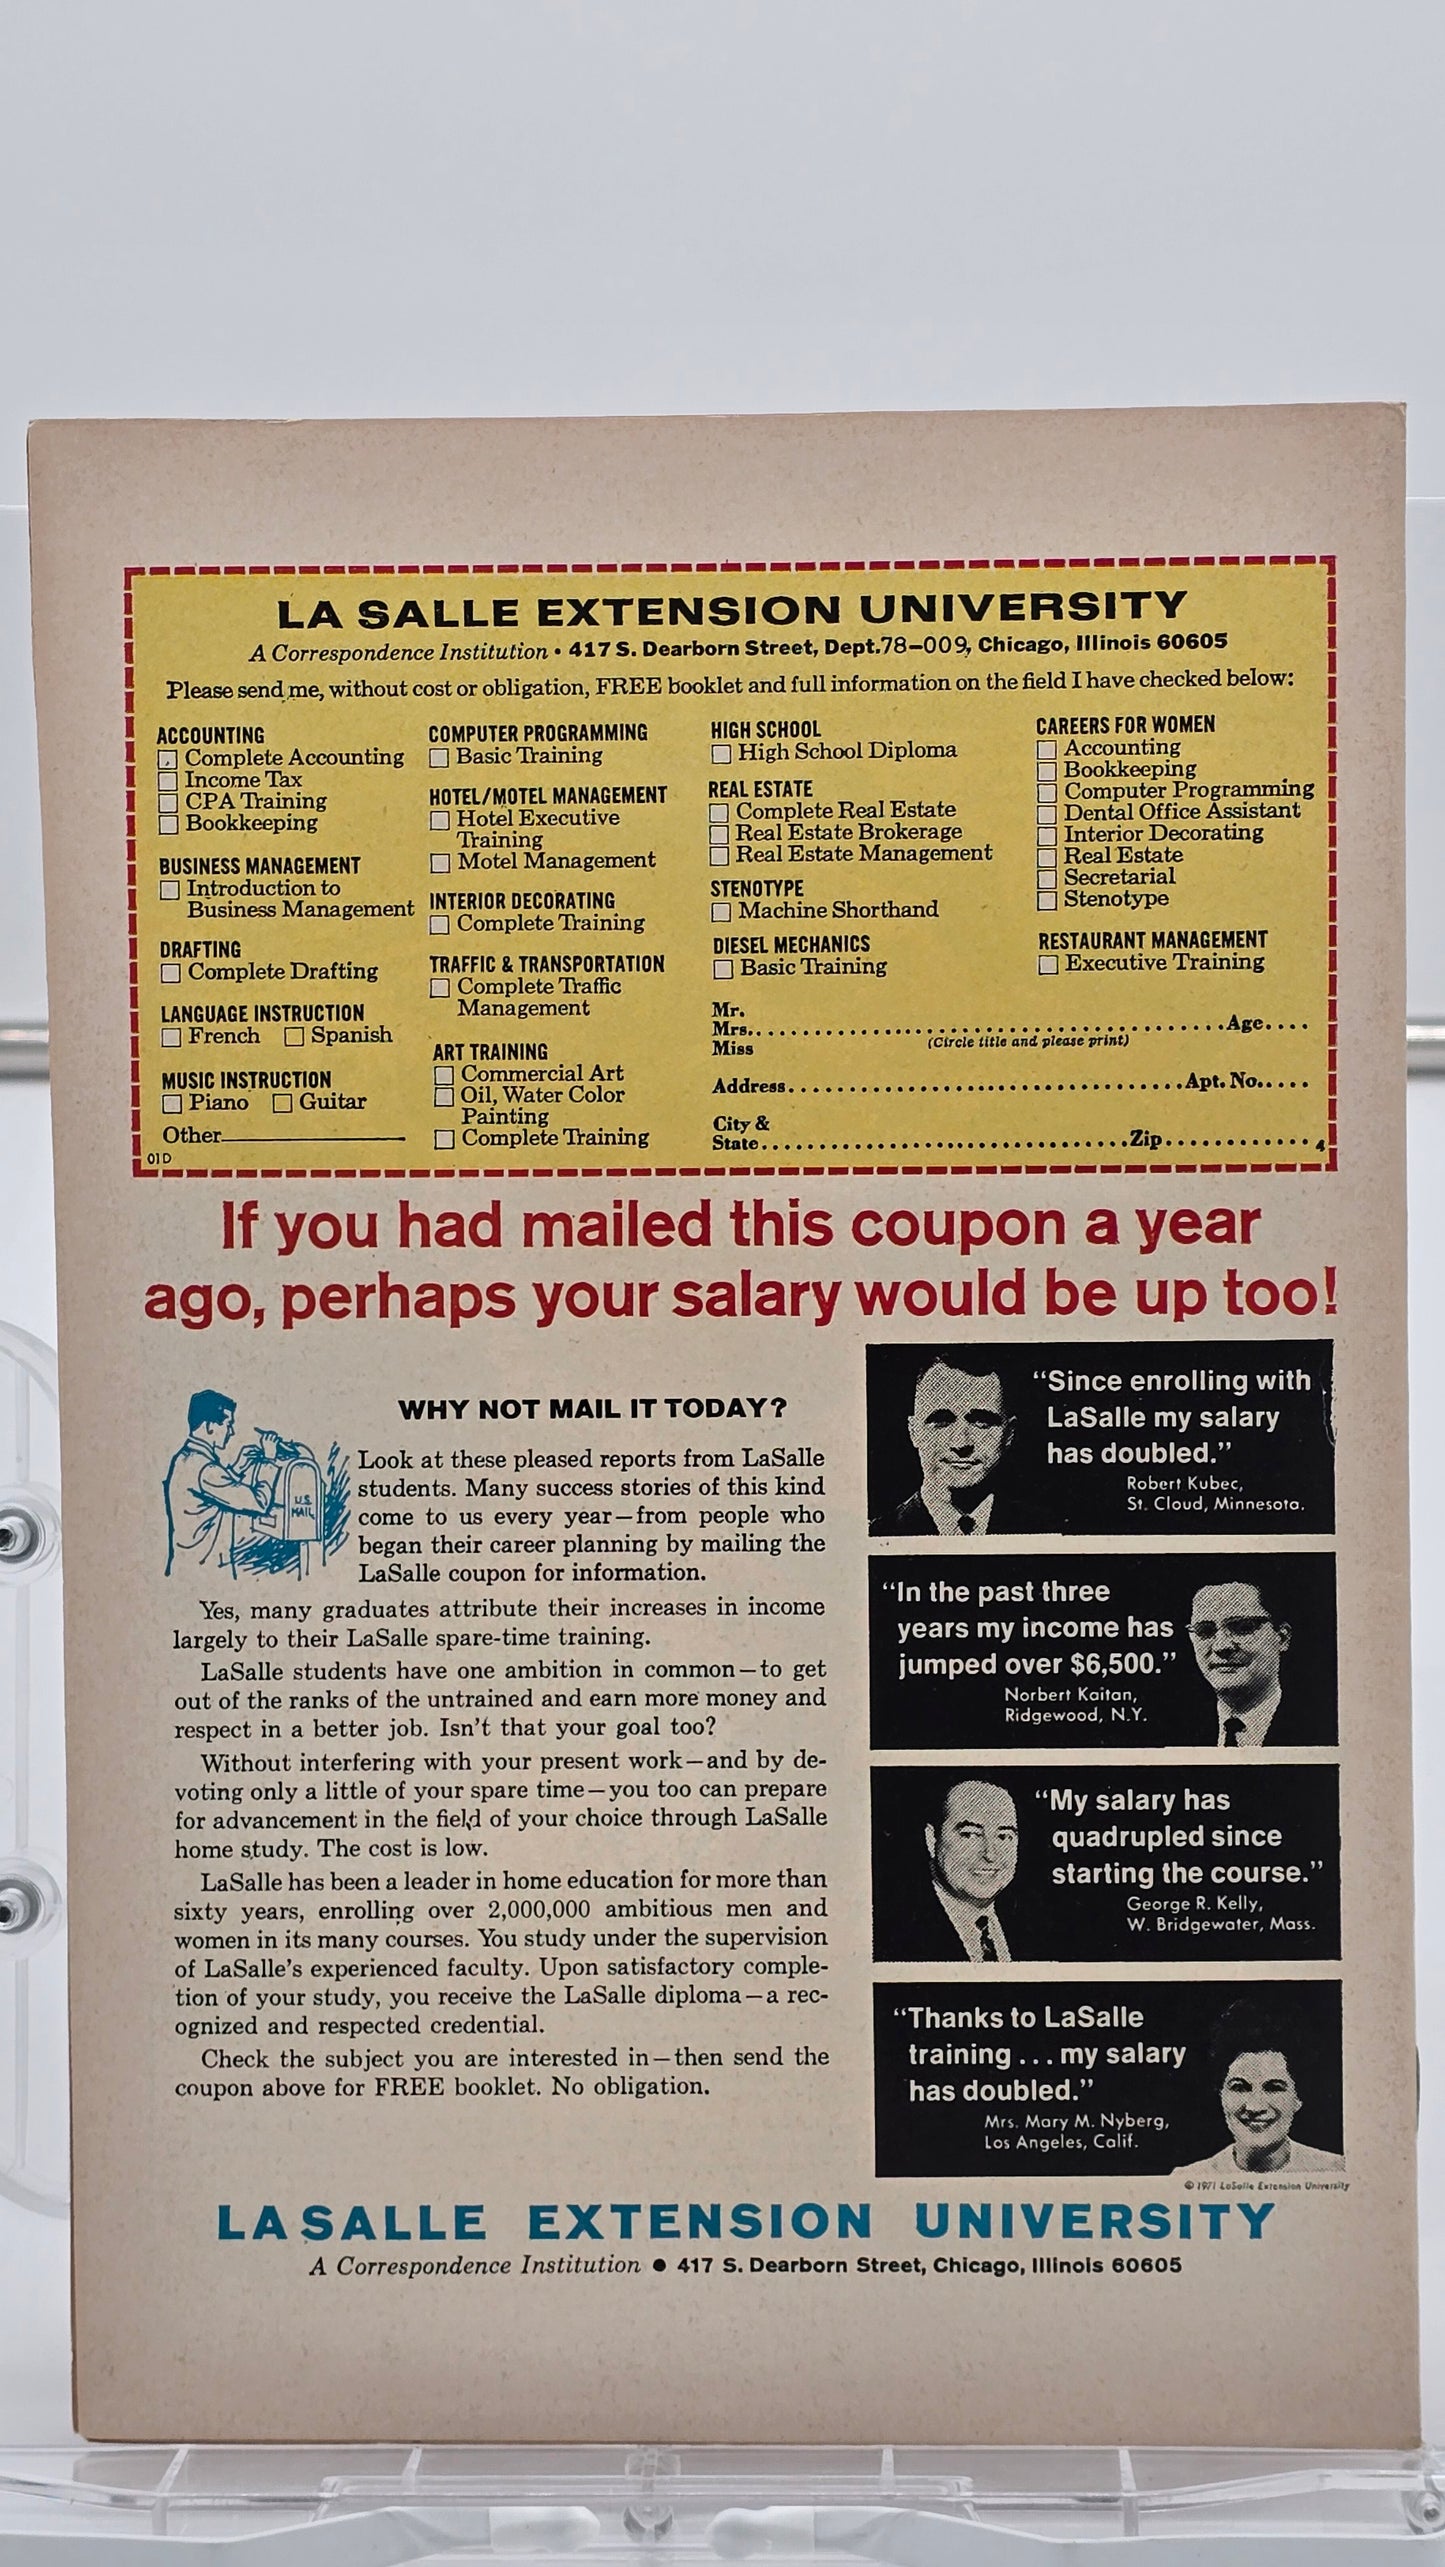 LA SALLE EXTENSION UNIVERSITY
A Correspondence Institution • 417 S. Dearborn Street, Dept.78-009, Chicago, Illinois 60605
Please send me, without cost or obligation, FREE booklet and full information on the field I have checked below:
ACCOUNTING
Complete Accounting
Income Tax
CPA Training
Bookkeeping
BUSINESS MANAGEMENT
Introduction to
Business Management
DRAFTING
Complete Drafting
LANGUAGE INSTRUCTION
French Spanish
MUSIC INSTRUCTION
Piano Guitar
Other
01D
COMPUTER PROGRAMMING
Basic Training
HOTEL/MOTEL MANAGEMENT
Hotel Executive
Training
Motel Management
INTERIOR DECORATING
Complete Training
TRAFFIC & TRANSPORTATION
Complete Traffic
Management
ART TRAINING
Commercial Art
Oil, Water Color
Painting
Complete Training
HIGH SCHOOL
High School Diploma
REAL ESTATE
Complete Real Estate
Real Estate Brokerage
Real Estate Management
STENOTYPE
Machine Shorthand
DIESEL MECHANICS
Basic Training
CAREERS FOR WOMEN
Accounting
Bookkeeping
Computer Programming
Dental Office Assistant
Interior Decorating
Real Estate
Secretarial
Stenotype
RESTAURANT MANAGEMENT
Executive Training
Mr.
Mrs. Age
Miss (Circle title and please print)
Address Apt. No.
City &
State Zip 4
If you had mailed this coupon a year
ago, perhaps your salary would be up too!
U.S.
MAIL
WHY NOT MAIL IT TODAY?
Look at these pleased reports from LaSalle
students. Many success stories of this kind
come to us every year—from people who
began their career planning by mailing the
LaSalle coupon for information.
Yes, many graduates attribute their increases in income
largely to their LaSalle spare-time training.
LaSalle students have one ambition in common—to get
out of the ranks of the untrained and earn more money and
respect in a better job. Isn't that your goal too?
Without interfering with your present work—and by de-
voting only a little of your spare time—you too can prepare
for advancement in the field of your choice through LaSalle
home study. The cost is low.
LaSalle has been a leader in home education for more than
sixty years, enrolling over 2,000,000 ambitious men and
women in its many courses. You study under the supervision
of LaSalle's experienced faculty. Upon satisfactory comple-
tion of your study, you receive the LaSalle diploma—a rec-
ognized and respected credential.
Check the subject you are interested in—then send the
coupon above for FREE booklet. No obligation.
"Since enrolling with
LaSalle my salary
has doubled."
Robert Kubec,
St. Cloud, Minnesota.
"In the past three
years my income has
jumped over $6,500."
Norbert Kaitan,
Ridgewood, N.Y.
"My salary has
quadrupled since
starting the course."
George R. Kelly,
W. Bridgewater, Mass.
"Thanks to LaSalle
training . . . my salary
has doubled."
Mrs. Mary M. Nyberg,
Los Angeles, Calif.
© 1971 LaSalle Extension University
LASALLE EXTENSION UNIVERSITY
A Correspondence Institution • 417 S. Dearborn Street, Chicago, Illinois 60605